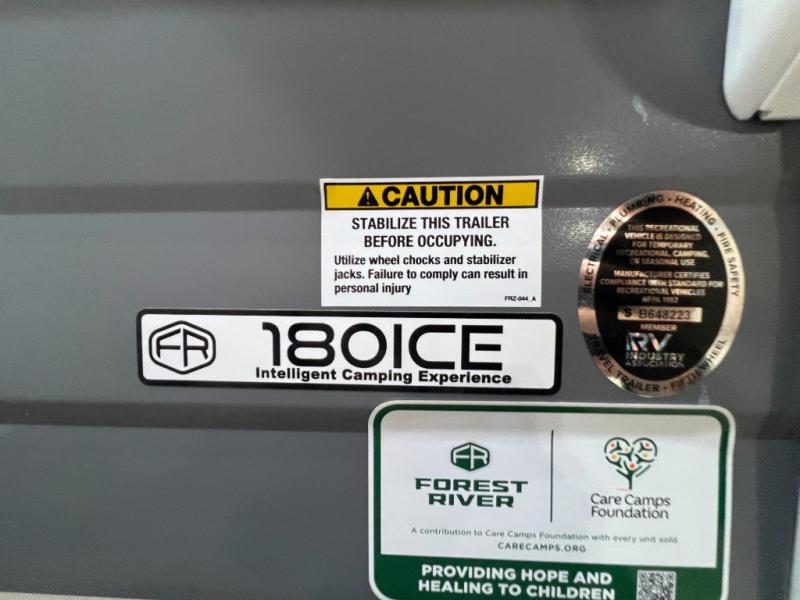 CAUTION
STABILIZE THIS TRAILER
BEFORE OCCUPYING.
Utilize wheel chocks and stabilizer
jacks. Failure to comply can result in
personal injury
FRZ-044_A
FR
180ICE
Intelligent Camping Experience
ELECTRICAL - PLUMBING - HEATING - FIRE SAFETY
THIS RECREATIONAL
VEHICLE IS DESIGNED
FOR TEMPORARY
RECREATIONAL, CAMPING,
OR SEASONAL USE
MANUFACTURER CERTIFIES
COMPLIANCE WITH STANDARD FOR
RECREATIONAL VEHICLES
NFPA 1192
S B648223
MEMBER
RV
INDUSTRY
ASSOCIATION
TRAVEL TRAILER - FIFTH WHEEL
FR
FOREST
RIVER
Care Camps
Foundation
A contribution to Care Camps Foundation with every unit sold
CARECAMPS.ORG
PROVIDING HOPE AND
HEALING TO CHILDREN